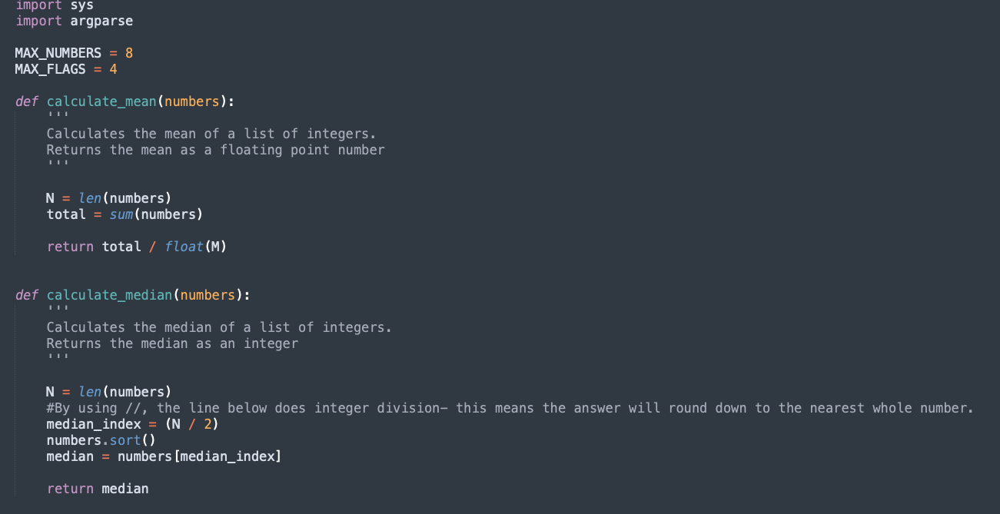 import sys
import argparse

MAX_NUMBERS = 8
MAX_FLAGS = 4

def calculate_mean(numbers):
    '''
    Calculates the mean of a list of integers.
    Returns the mean as a floating point number
    '''

    N = len(numbers)
    total = sum(numbers)

    return total / float(M)


def calculate_median(numbers):
    '''
    Calculates the median of a list of integers.
    Returns the median as an integer
    '''

    N = len(numbers)
    #By using //, the line below does integer division- this means the answer will round down to the nearest whole number.
    median_index = (N / 2)
    numbers.sort()
    median = numbers[median_index]

    return median